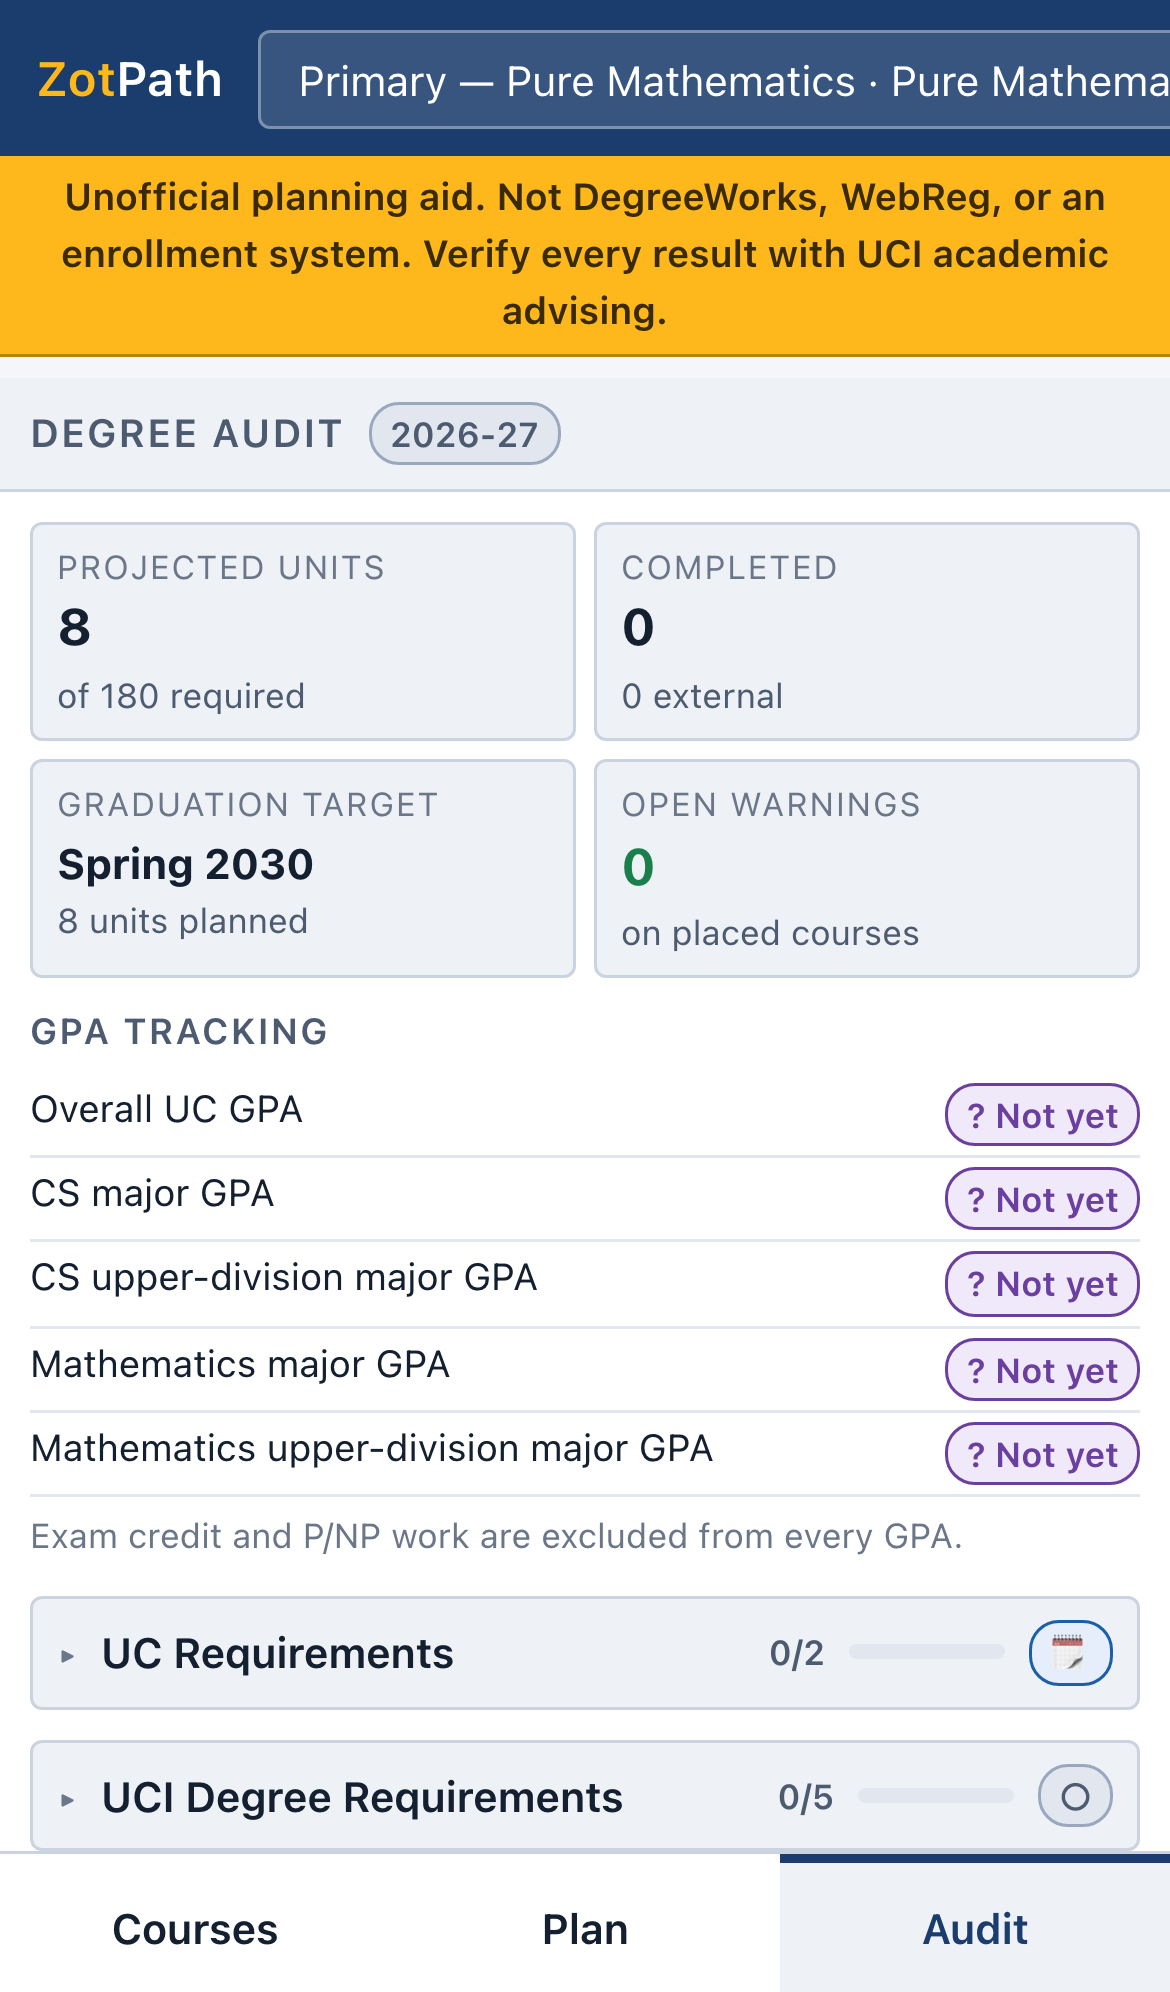 ZotPath
Primary — Pure Mathematics · Pure Mathema
Unofficial planning aid. Not DegreeWorks, WebReg, or an
enrollment system. Verify every result with UCI academic
advising.
DEGREE AUDIT 2026-27
PROJECTED UNITS
8
of 180 required
COMPLETED
0
0 external
GRADUATION TARGET
Spring 2030
8 units planned
OPEN WARNINGS
0
on placed courses
GPA TRACKING
Overall UC GPA ? Not yet
CS major GPA ? Not yet
CS upper-division major GPA ? Not yet
Mathematics major GPA ? Not yet
Mathematics upper-division major GPA ? Not yet
Exam credit and P/NP work are excluded from every GPA.
UC Requirements 0/2
UCI Degree Requirements 0/5
Courses Plan Audit